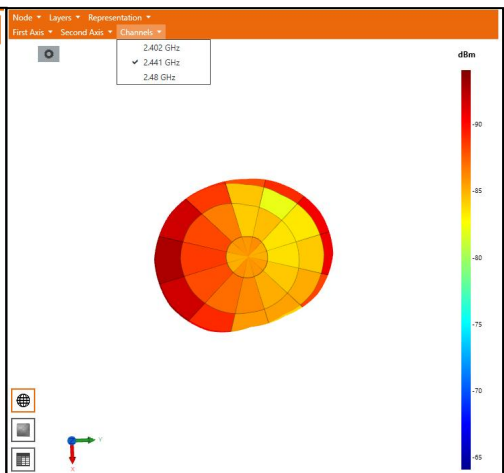 Node Layers Representation
First Axis Second Axis Channels
2.402 GHz
✔ 2.441 GHz
2.48 GHz
dBm
-90
-85
-80
-75
-70
-65
Y
X